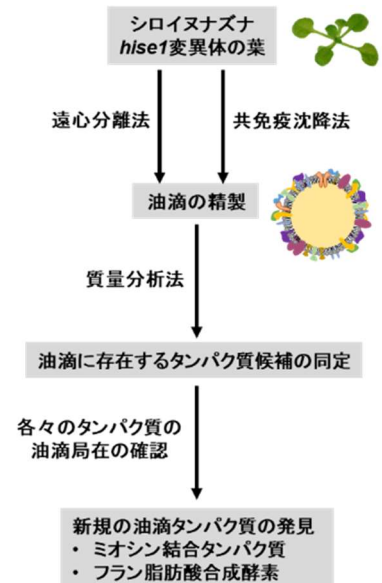 シロイヌナズナ
hise1変異体の葉
遠心分離法
共免疫沈降法
油滴の精製
質量分析法
油滴に存在するタンパク質候補の同定
各々のタンパク質の
油滴局在の確認
新規の油滴タンパク質の発見
• ミオシン結合タンパク質
• フラン脂肪酸合成酵素